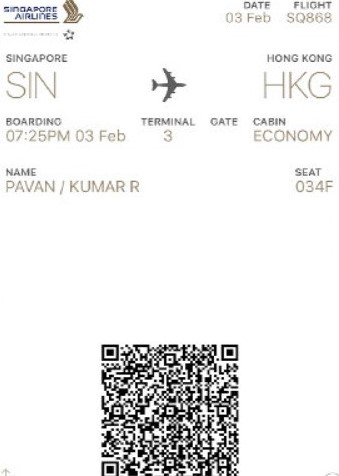 SINGAPORE
AIRLINES
DATE FLIGHT
03 Feb SQ868
SINGAPORE HONG KONG
SIN HKG
BOARDING TERMINAL GATE CABIN
07:25PM 03 Feb 3 ECONOMY
NAME SEAT
PAVAN / KUMAR R 034F